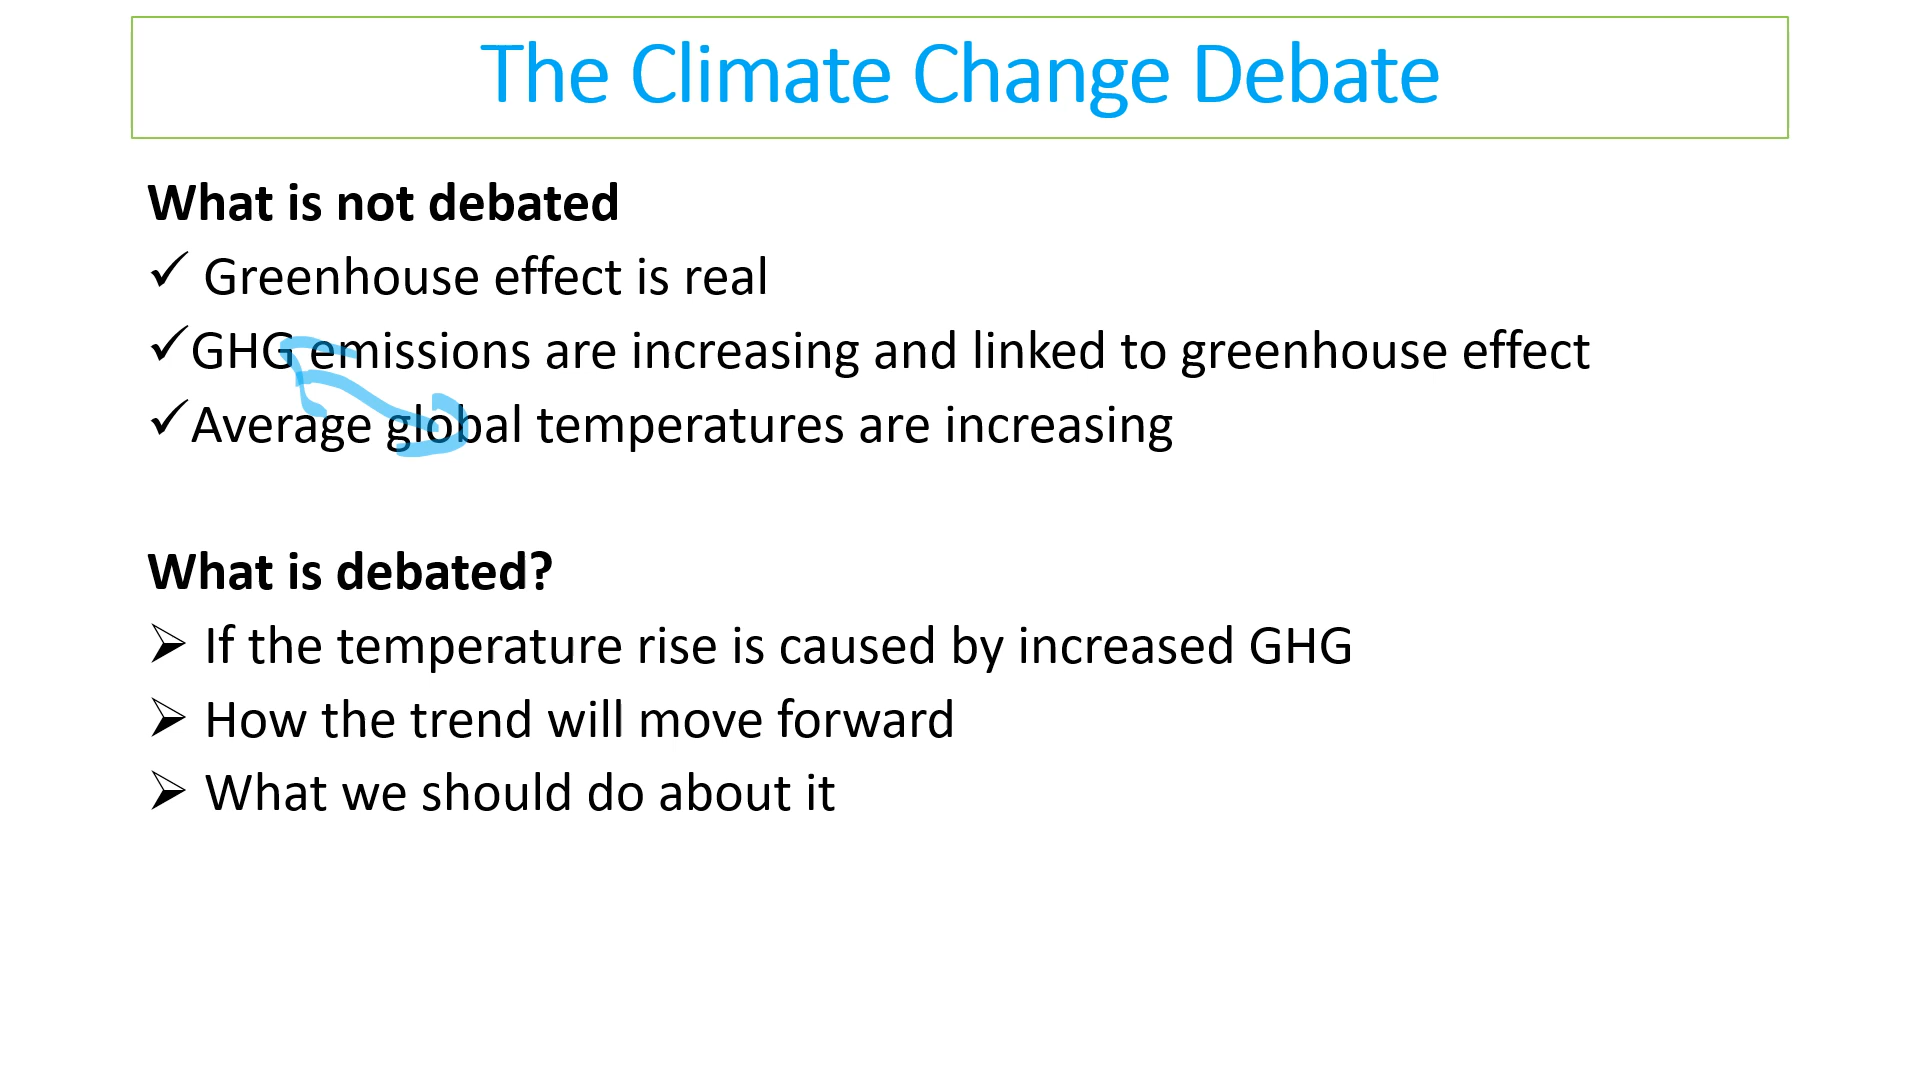 The Climate Change Debate
What is not debated
✓ Greenhouse effect is real
✓GHG emissions are increasing and linked to greenhouse effect
✓Average global temperatures are increasing
What is debated?
➢ If the temperature rise is caused by increased GHG
➢ How the trend will move forward
➢ What we should do about it